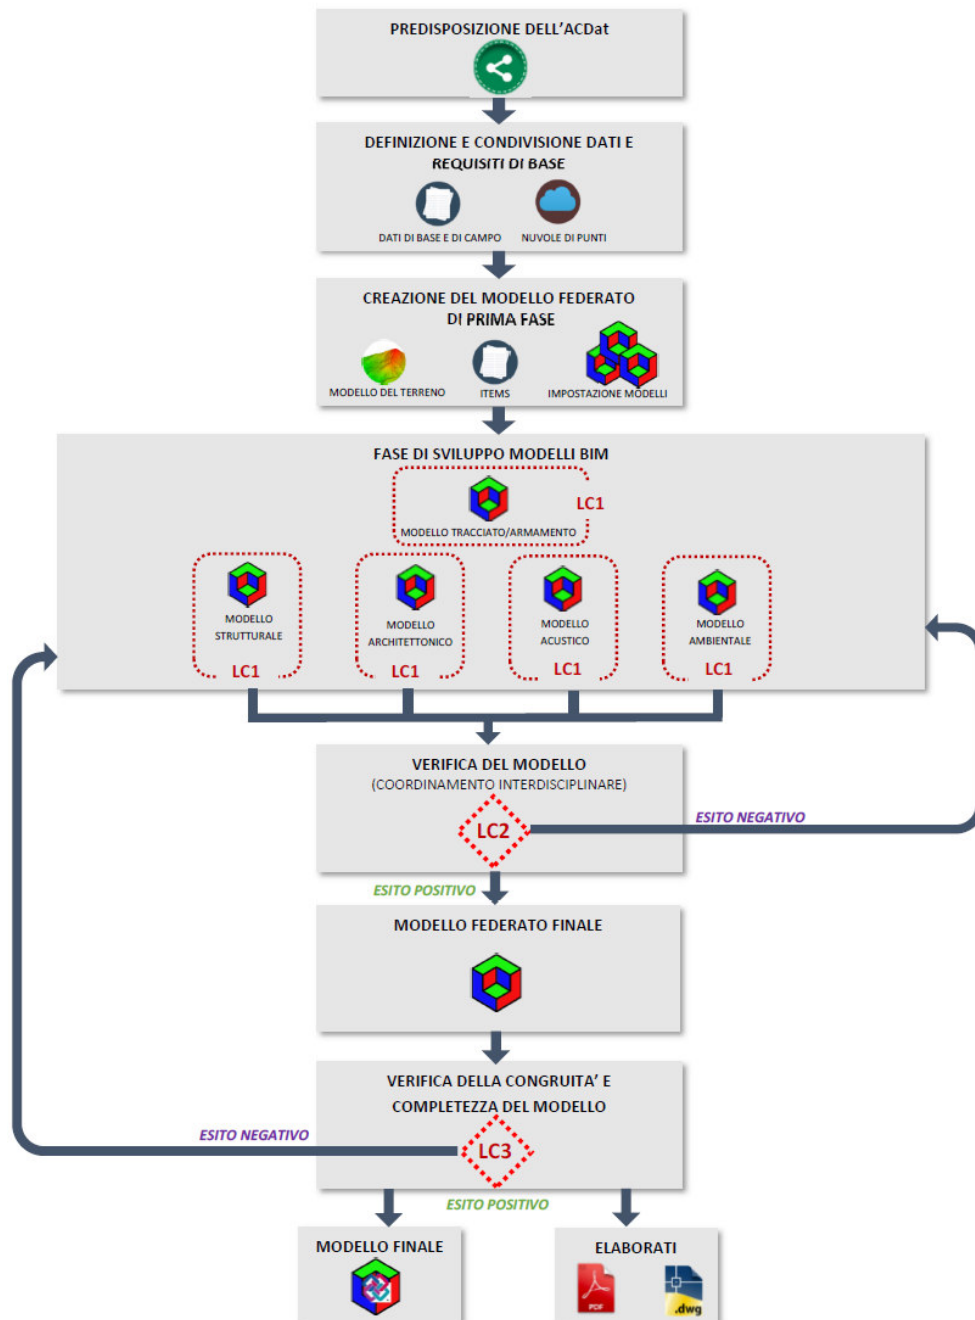 PREDISPOSIZIONE DELL'ACDat
DEFINIZIONE E CONDIVISIONE DATI E
REQUISITI DI BASE
DATI DI BASE E DI CAMPO
NUVOLE DI PUNTI
CREAZIONE DEL MODELLO FEDERATO
DI PRIMA FASE
MODELLO DEL TERRENO
ITEMS
IMPOSTAZIONE MODELLI
FASE DI SVILUPPO MODELLI BIM
LC1
MODELLO TRACCIATO/ARMAMENTO
MODELLO
STRUTTURALE
LC1
MODELLO
ARCHITETTONICO
LC1
MODELLO
ACUSTICO
LC1
MODELLO
AMBIENTALE
LC1
VERIFICA DEL MODELLO
(COORDINAMENTO INTERDISCIPLINARE)
LC2
ESITO NEGATIVO
ESITO POSITIVO
MODELLO FEDERATO FINALE
VERIFICA DELLA CONGRUITA' E
COMPLETEZZA DEL MODELLO
ESITO NEGATIVO
LC3
ESITO POSITIVO
MODELLO FINALE
ELABORATI
PDF
.dwg